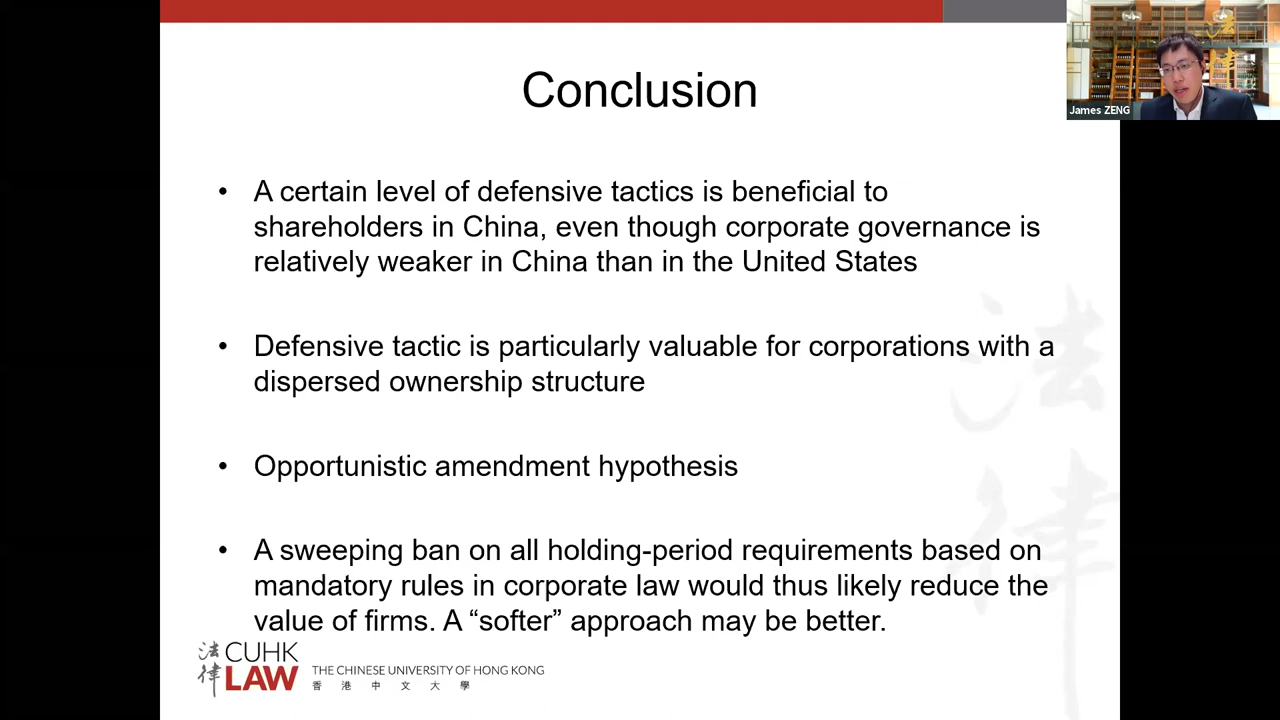 Conclusion
James ZENG
法
律
• A certain level of defensive tactics is beneficial to
shareholders in China, even though corporate governance is
relatively weaker in China than in the United States
• Defensive tactic is particularly valuable for corporations with a
dispersed ownership structure
• Opportunistic amendment hypothesis
• A sweeping ban on all holding-period requirements based on
mandatory rules in corporate law would thus likely reduce the
value of firms. A “softer” approach may be better.
法
律
法律 CUHK
LAW
THE CHINESE UNIVERSITY OF HONG KONG
香港中文大學